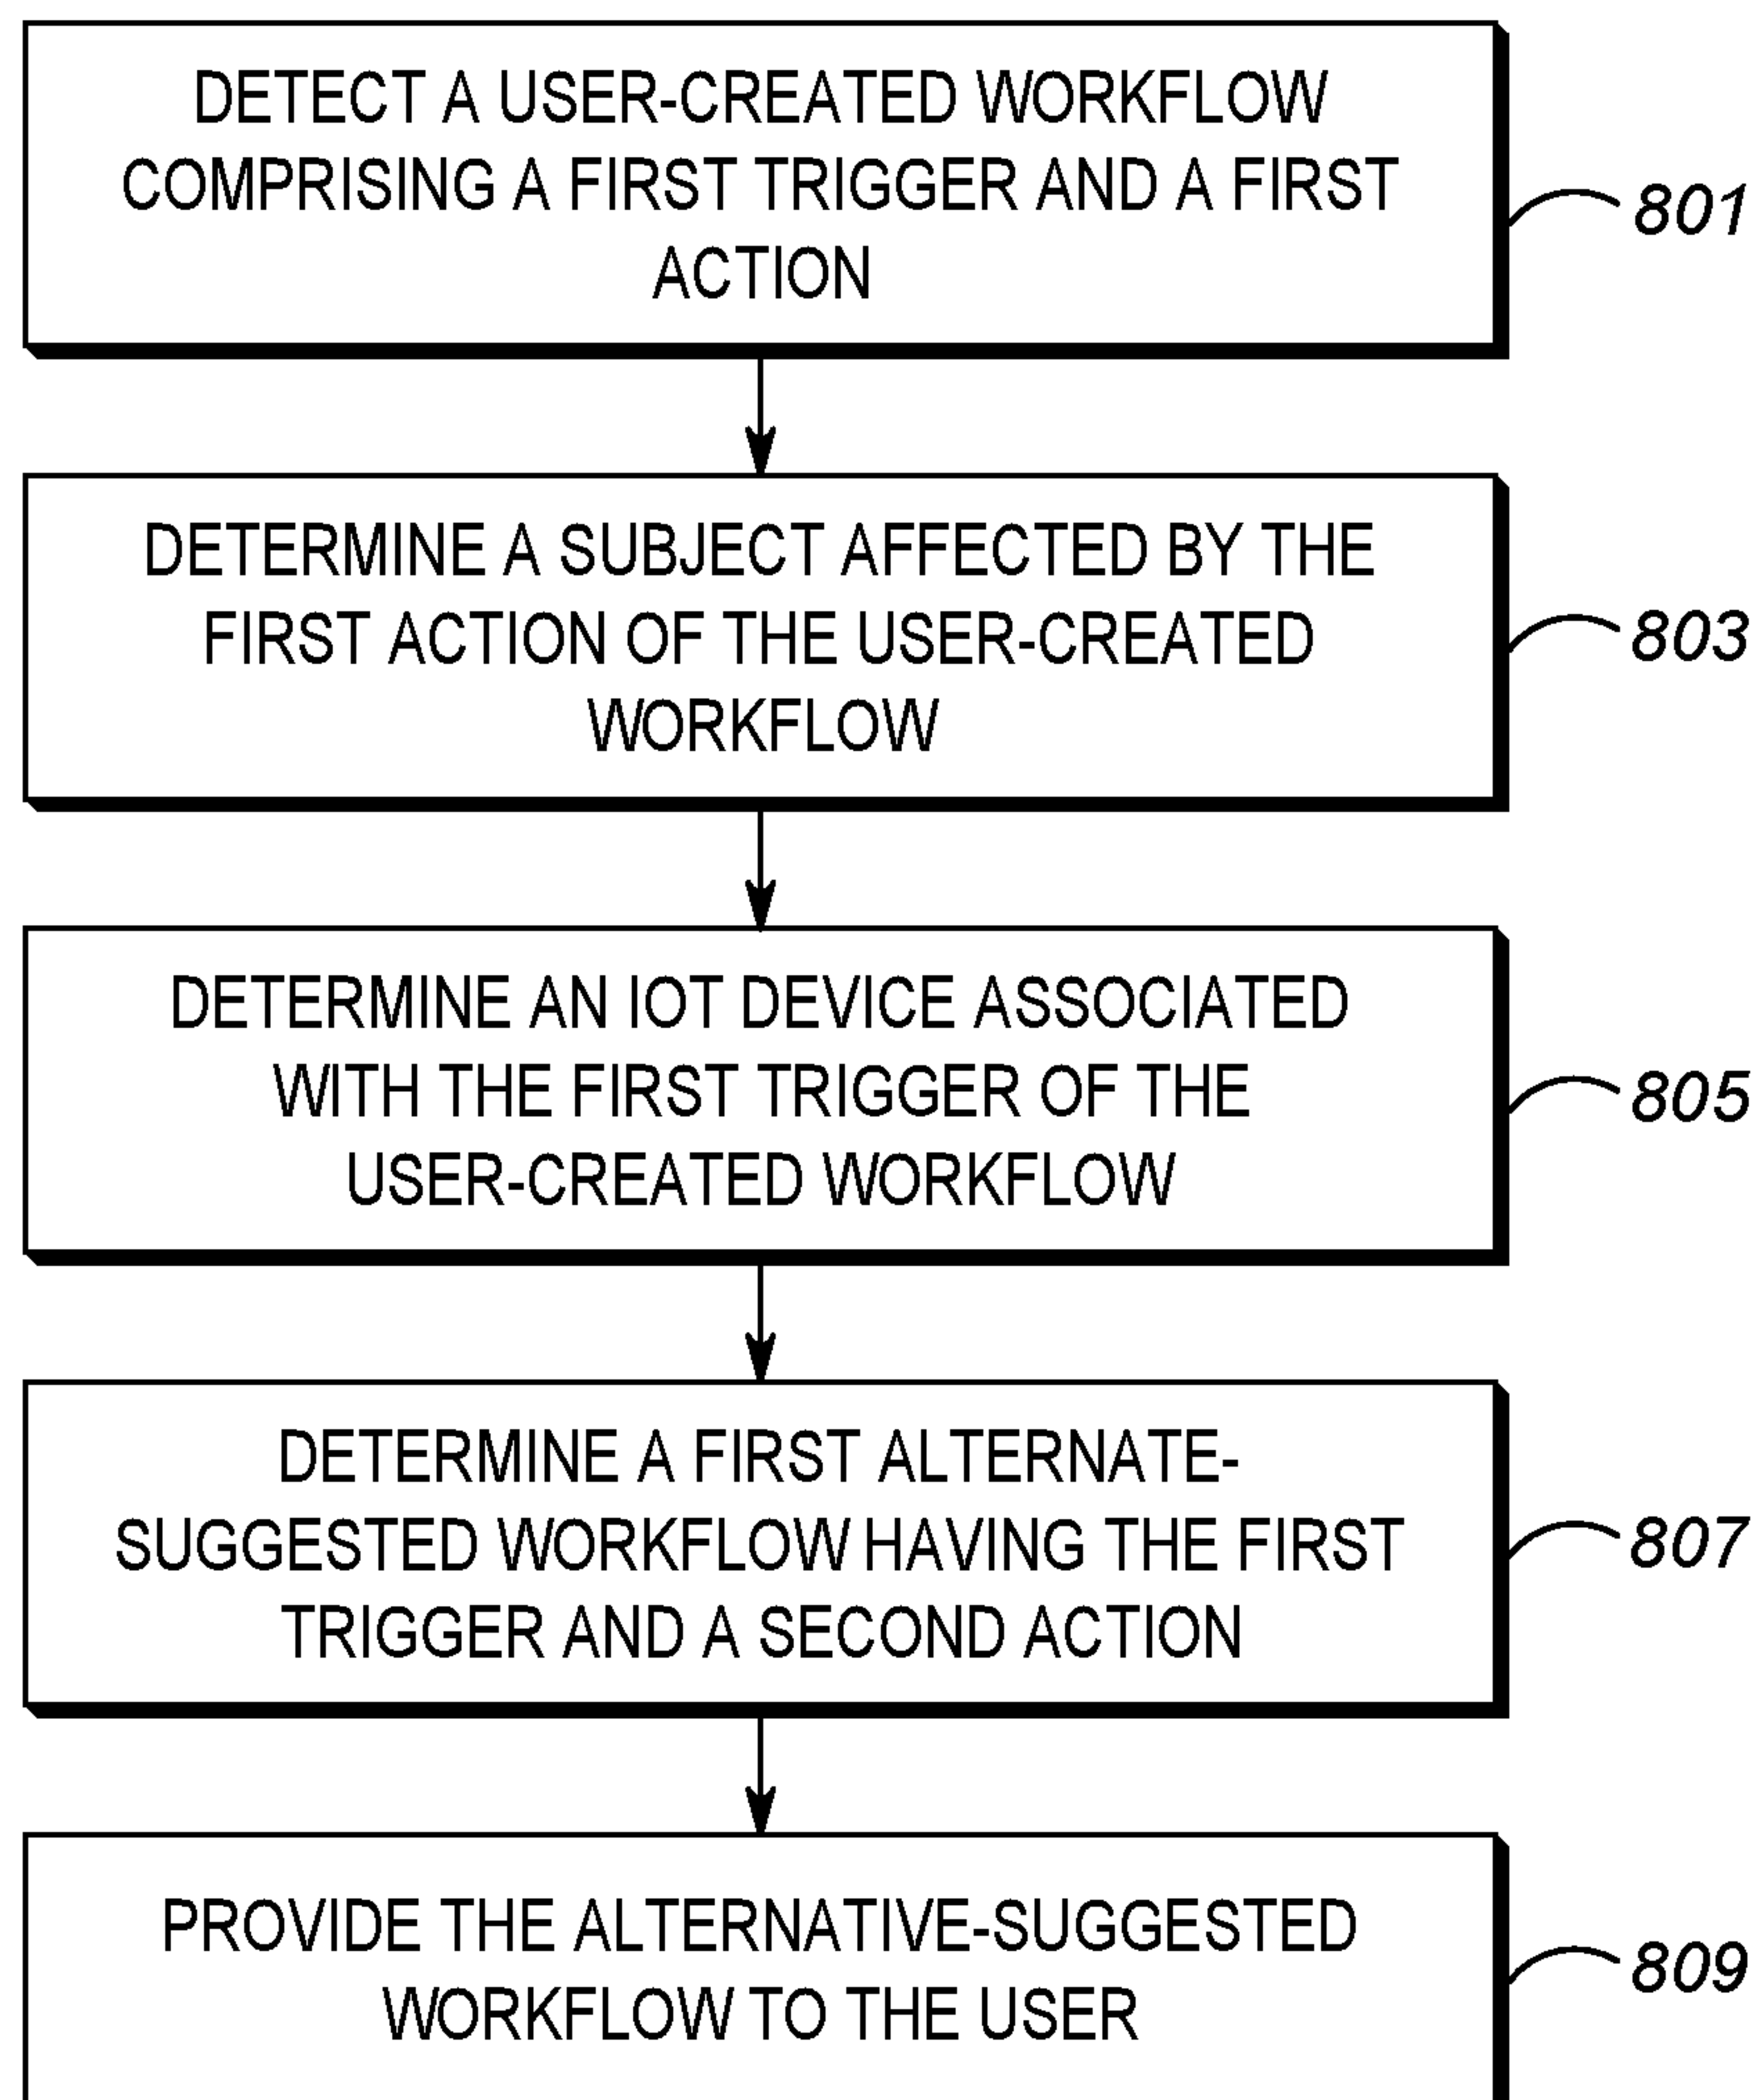 DETECT A USER-CREATED WORKFLOW
COMPRISING A FIRST TRIGGER AND A FIRST
ACTION
801
DETERMINE A SUBJECT AFFECTED BY THE
FIRST ACTION OF THE USER-CREATED
WORKFLOW
803
DETERMINE AN IOT DEVICE ASSOCIATED
WITH THE FIRST TRIGGER OF THE
USER-CREATED WORKFLOW
805
DETERMINE A FIRST ALTERNATE-
SUGGESTED WORKFLOW HAVING THE FIRST
TRIGGER AND A SECOND ACTION
807
PROVIDE THE ALTERNATIVE-SUGGESTED
WORKFLOW TO THE USER
809